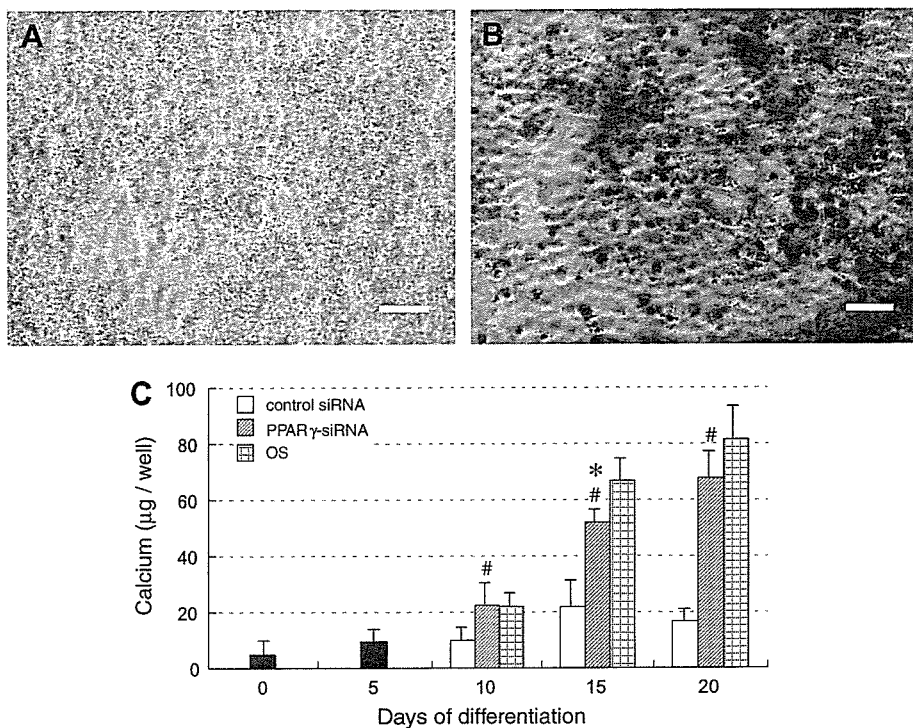 A
B
C
100
80
60
40
20
0
Calcium (µg / well)
control siRNA
PPAR γ-siRNA
OS
#
*
#
#
0 5 10 15 20
Days of differentiation